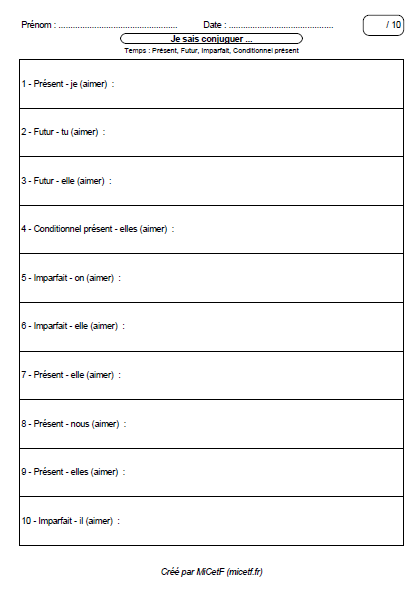 Prénom : ................................................ Date : ..........................................
/ 10
Je sais conjuguer ...
Temps : Présent, Futur, Imparfait, Conditionnel présent
1 - Présent - je (aimer) :
2 - Futur - tu (aimer) :
3 - Futur - elle (aimer) :
4 - Conditionnel présent - elles (aimer) :
5 - Imparfait - on (aimer) :
6 - Imparfait - elle (aimer) :
7 - Présent - elle (aimer) :
8 - Présent - nous (aimer) :
9 - Présent - elles (aimer) :
10 - Imparfait - il (aimer) :
Créé par MiCetF (micetf.fr)